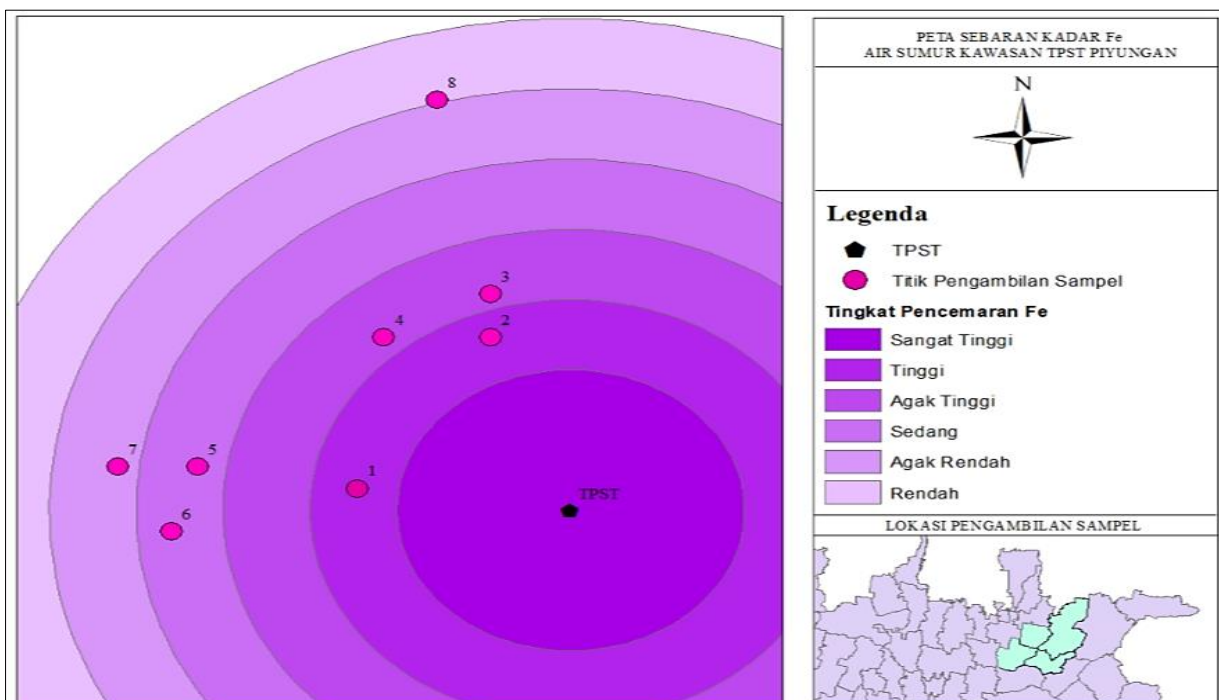 8
3
4
2
7
5
1
6
TPST
PETA SEBARAN KADAR Fe
AIR SUMUR KAWASAN TPST PIYUNGAN
N
Legenda
TPST
Titik Pengambilan Sampel
Tingkat Pencemaran Fe
Sangat Tinggi
Tinggi
Agak Tinggi
Sedang
Agak Rendah
Rendah
LOKASI PENGAMBILAN SAMPEL